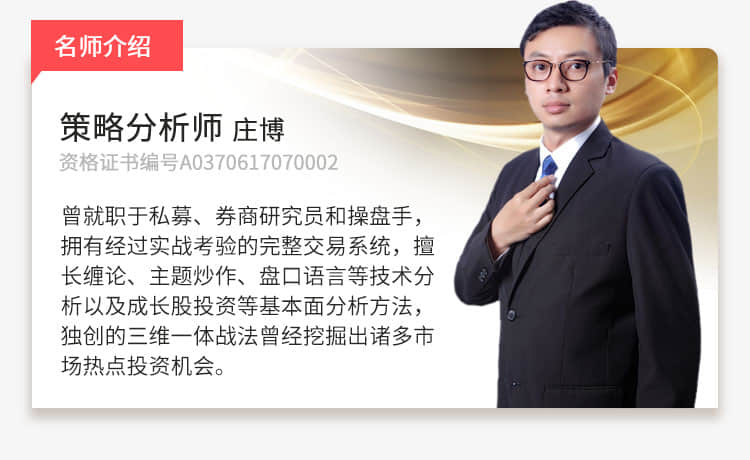 名师介绍
策略分析师 庄博
资格证书编号A0370617070002
曾就职于私募、券商研究员和操盘手，
拥有经过实战考验的完整交易系统，擅
长缠论、主题炒作、盘口语言等技术分
析以及成长股投资等基本面分析方法，
独创的三维一体战法曾经挖掘出诸多市
场热点投资机会。